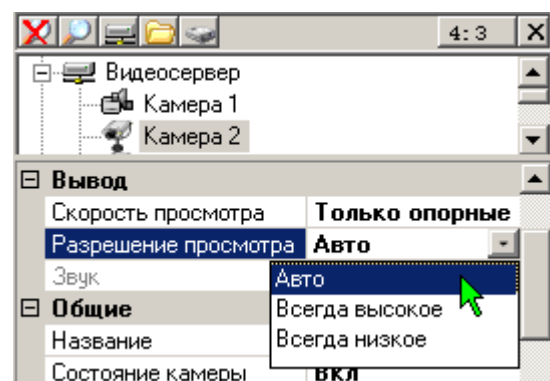 4:3
Видеосервер
Камера 1
Камера 2
Вывод
Скорость просмотра Только опорные
Разрешение просмотра Авто
Звук Авто
Общие Всегда высокое
Название Всегда низкое
Состояние камеры Вкл